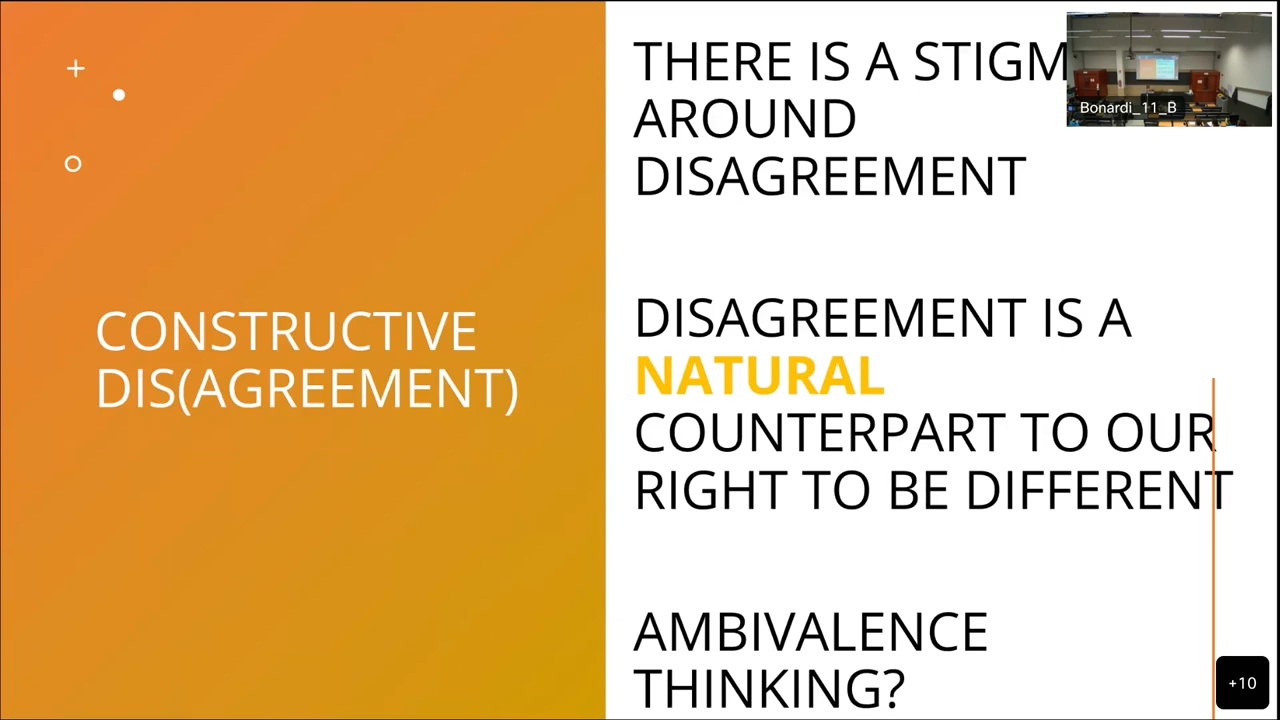 CONSTRUCTIVE
DIS(AGREEMENT)
THERE IS A STIGM
AROUND
DISAGREEMENT
DISAGREEMENT IS A
NATURAL
COUNTERPART TO OUR
RIGHT TO BE DIFFERENT
AMBIVALENCE
THINKING?
Bonardi_11_B
+10